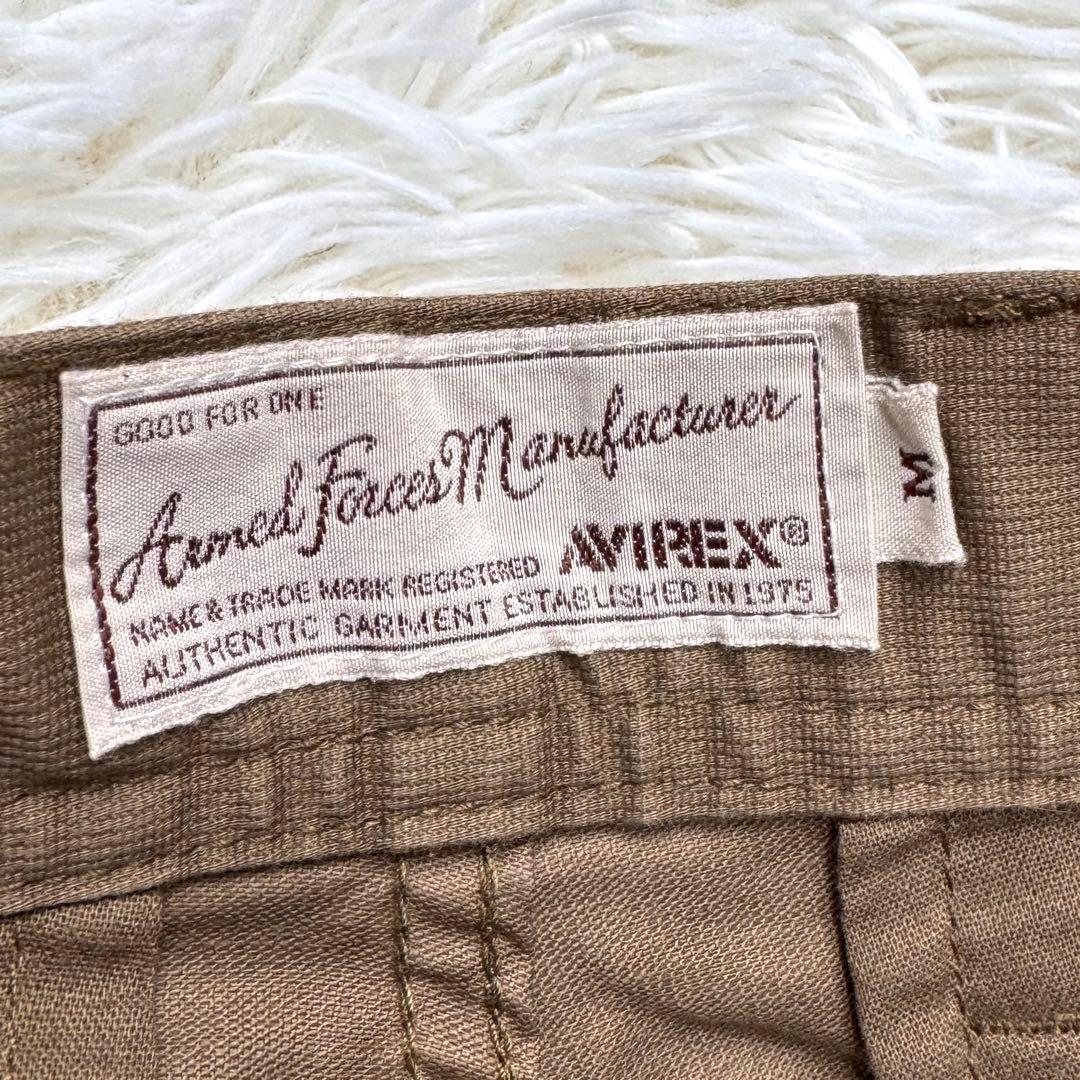 GOOD FOR ONE
Armed Forces Manufacturer
NAME & TRADE MARK REGISTERED AVIREX®
AUTHENTIC GARMENT ESTABLISHED IN 1975
M